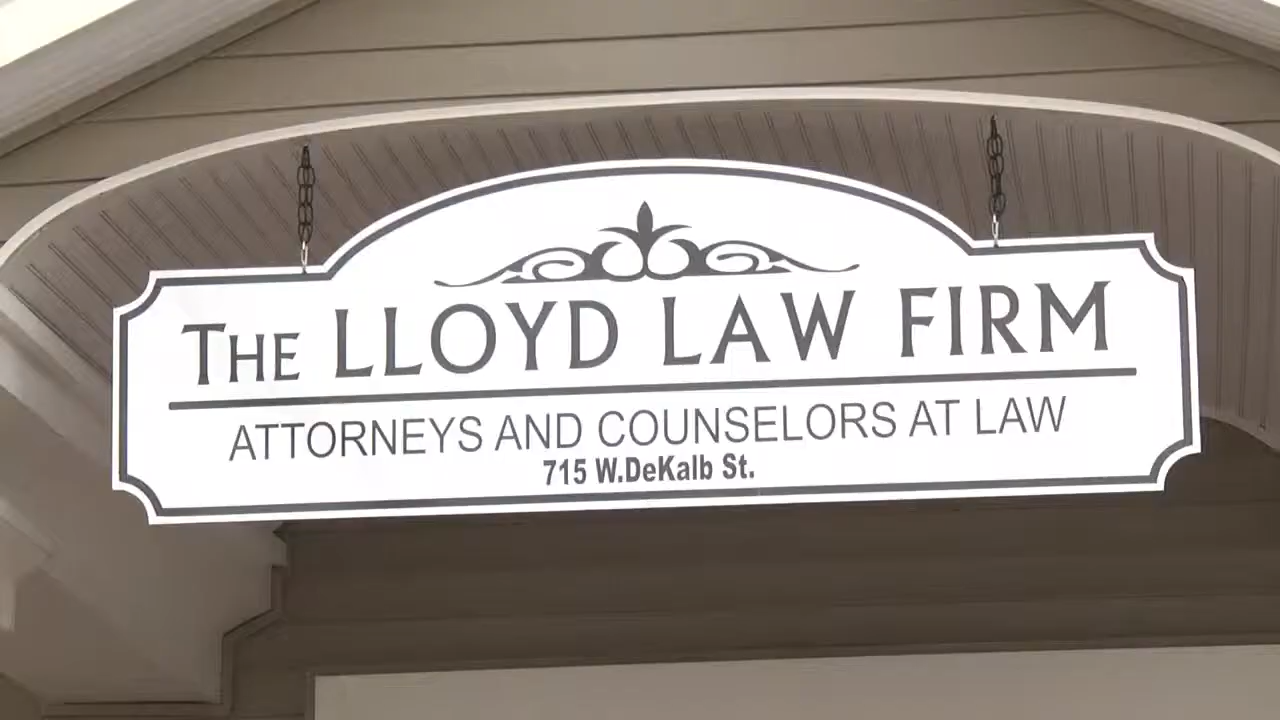 THE LLOYD LAW FIRM
ATTORNEYS AND COUNSELORS AT LAW
715 W.DeKalb St.